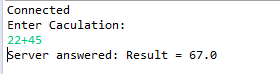 Connected
Enter Caculation:
22+45
Server answered: Result = 67.0